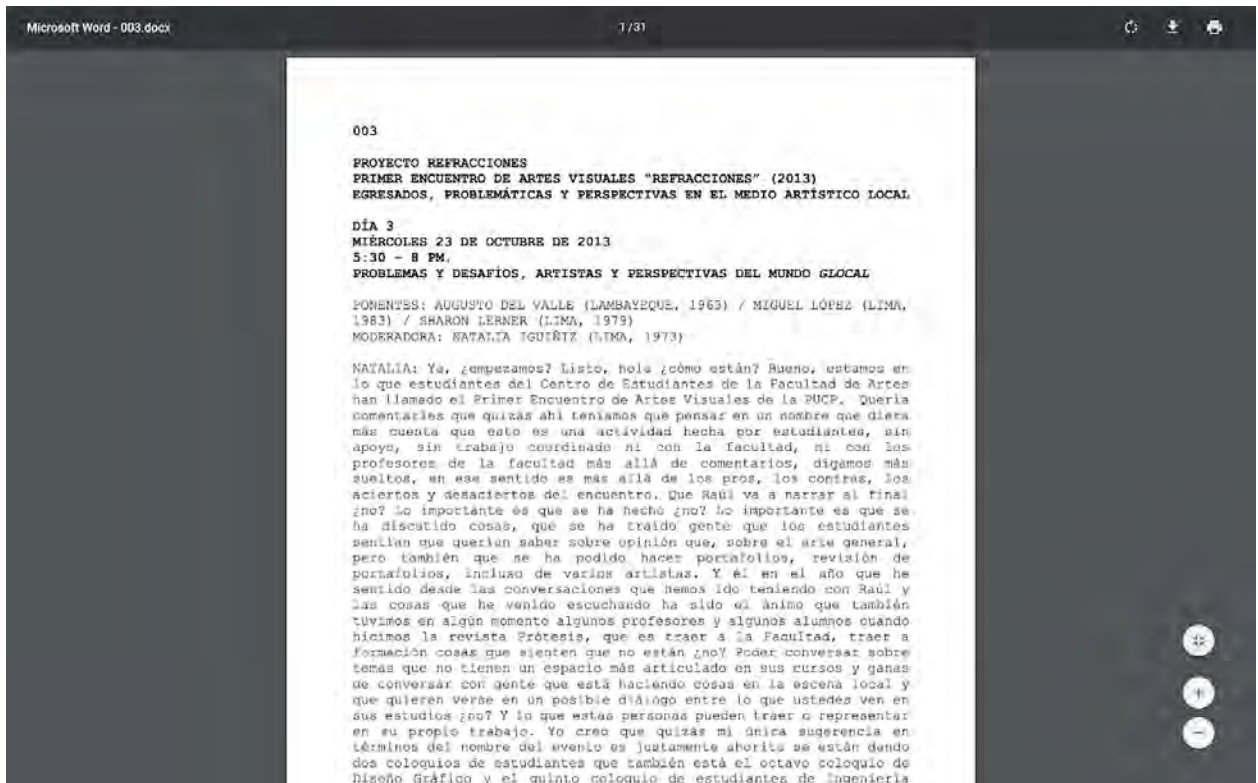 Microsoft Word - 003.docx
1 / 31
003
PROYECTO REFRACCIONES
PRIMER ENCUENTRO DE ARTES VISUALES "REFRACCIONES" (2013)
EGRESADOS, PROBLEMÁTICAS Y PERSPECTIVAS EN EL MEDIO ARTÍSTICO LOCAL
DÍA 3
MIÉRCOLES 23 DE OCTUBRE DE 2013
5:30 – 8 PM.
PROBLEMAS Y DESAFÍOS, ARTISTAS Y PERSPECTIVAS DEL MUNDO GLOCAL
PONENTES: AUGUSTO DEL VALLE (LAMBAYEQUE, 1965) / MIGUEL LÓPEZ (LIMA,
1983) / SHARON LERNER (LIMA, 1979)
MODERADORA: NATALIA IGUIÑIZ (LIMA, 1973)
NATALIA: Ya, ¿empezamos? Listo, hola ¿cómo están? Bueno, estamos en
lo que estudiantes del Centro de Estudiantes de la Facultad de Artes
han llamado el Primer Encuentro de Artes Visuales de la PUCP. Quería
comentarles que quizás ahí teníamos que pensar en un nombre que diera
más cuenta que esto es una actividad hecha por estudiantes, sin
apoyo, sin trabajo coordinado ni con la facultad, ni con los
profesores de la facultad más allá de comentarios, digamos más
sueltos, en ese sentido es más allá de los pros, los contras, los
aciertos y desaciertos del encuentro. Que Raúl va a narrar al final
¿no? Lo importante es que se ha hecho ¿no? Lo importante es que se
ha discutido cosas, que se ha traído gente que los estudiantes
sentían que querían saber sobre opinión que, sobre el arte general,
pero también que se ha podido hacer portafolios, revisión de
portafolios, incluso de varios artistas. Y él en el año que he
sentido desde las conversaciones que hemos ido teniendo con Raúl y
las cosas que he venido escuchando ha sido el ánimo que también
tuvimos en algún momento algunos profesores y algunos alumnos cuando
hicimos la revista Prótesis, que es traer a la Facultad, traer a
formación cosas que sienten que no están ¿no? Poder conversar sobre
temas que no tienen un espacio más articulado en sus cursos y ganas
de conversar con gente que está haciendo cosas en la escena local y
que quieren verse en un posible diálogo entre lo que ustedes ven en
sus estudios ¿no? Y lo que estas personas pueden traer o representar
en su propio trabajo. Yo creo que quizás mi única sugerencia en
términos del nombre del evento es justamente ahorita se están dando
dos coloquios de estudiantes que también está el octavo coloquio de
Diseño Gráfico y el quinto coloquio de estudiantes de Ingeniería